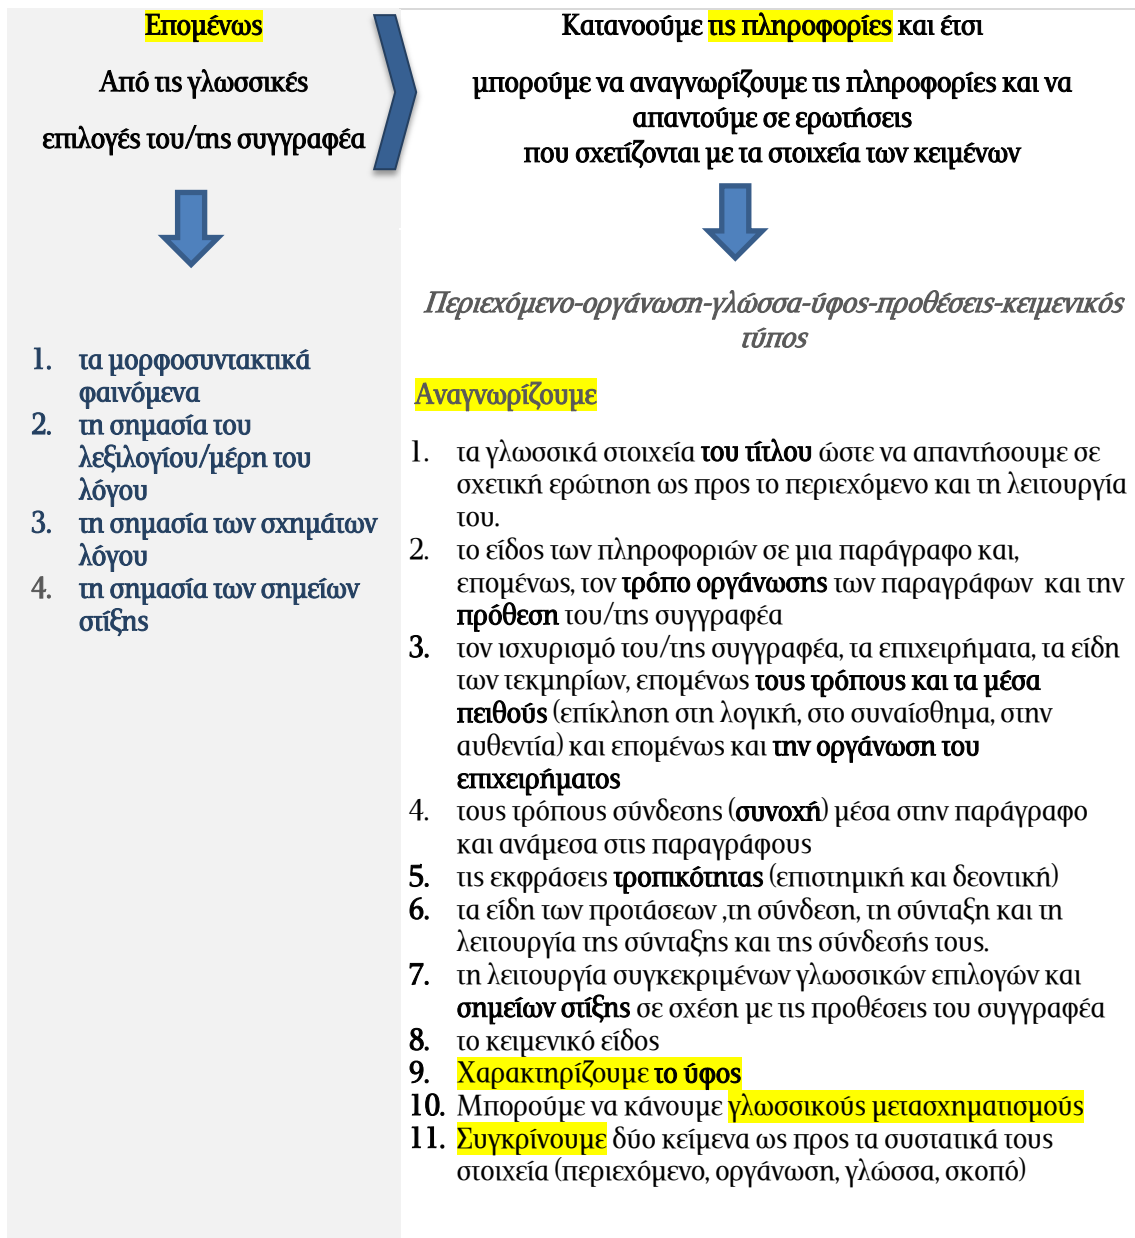 Επομένως
Από τις γλωσσικές
επιλογές του/της συγγραφέα
1. τα μορφοσυντακτικά
φαινόμενα
2. τη σημασία του
λεξιλογίου/μέρη του
λόγου
3. τη σημασία των σχημάτων
λόγου
4. τη σημασία των σημείων
στίξης
Κατανοούμε τις πληροφορίες και έτσι
μπορούμε να αναγνωρίζουμε τις πληροφορίες και να
απαντούμε σε ερωτήσεις
που σχετίζονται με τα στοιχεία των κειμένων
Περιεχόμενο-οργάνωση-γλώσσα-ύφος-προθέσεις-κειμενικός
τύπος
Αναγνωρίζουμε
1. τα γλωσσικά στοιχεία του τίτλου ώστε να απαντήσουμε σε
σχετική ερώτηση ως προς το περιεχόμενο και τη λειτουργία
του.
2. το είδος των πληροφοριών σε μια παράγραφο και,
επομένως, τον τρόπο οργάνωσης των παραγράφων και την
πρόθεση του/της συγγραφέα
3. τον ισχυρισμό του/της συγγραφέα, τα επιχειρήματα, τα είδη
των τεκμηρίων, επομένως τους τρόπους και τα μέσα
πειθούς (επίκληση στη λογική, στο συναίσθημα, στην
αυθεντία) και επομένως και την οργάνωση του
επιχειρήματος
4. τους τρόπους σύνδεσης (συνοχή) μέσα στην παράγραφο
και ανάμεσα στις παραγράφους
5. τις εκφράσεις τροπικότητας (επιστημική και δεοντική)
6. τα είδη των προτάσεων ,τη σύνδεση, τη σύνταξη και τη
λειτουργία της σύνταξης και της σύνδεσής τους.
7. τη λειτουργία συγκεκριμένων γλωσσικών επιλογών και
σημείων στίξης σε σχέση με τις προθέσεις του συγγραφέα
8. το κειμενικό είδος
9. Χαρακτηρίζουμε το ύφος
10. Μπορούμε να κάνουμε γλωσσικούς μετασχηματισμούς
11. Συγκρίνουμε δύο κείμενα ως προς τα συστατικά τους
στοιχεία (περιεχόμενο, οργάνωση, γλώσσα, σκοπό)